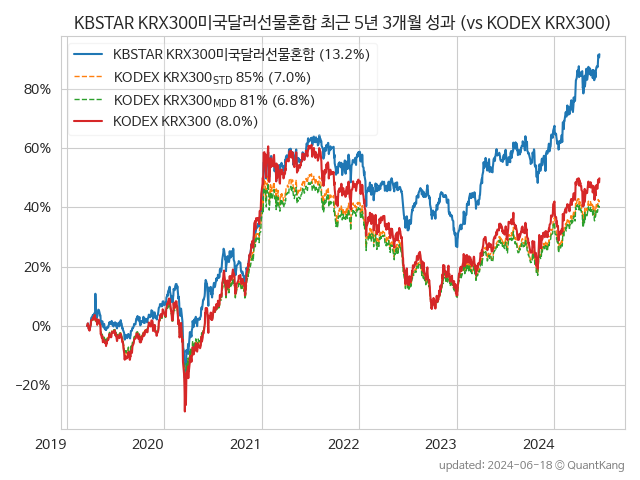 KBSTAR KRX300미국달러선물혼합 최근 5년 3개월 성과 (vs KODEX KRX300)
KBSTAR KRX300미국달러선물혼합 (13.2%)
KODEX KRX300STD 85% (7.0%)
KODEX KRX300MDD 81% (6.8%)
KODEX KRX300 (8.0%)
80%
60%
40%
20%
0%
−20%
2019 2020 2021 2022 2023 2024
updated: 2024-06-18 ⓒ QuantKang